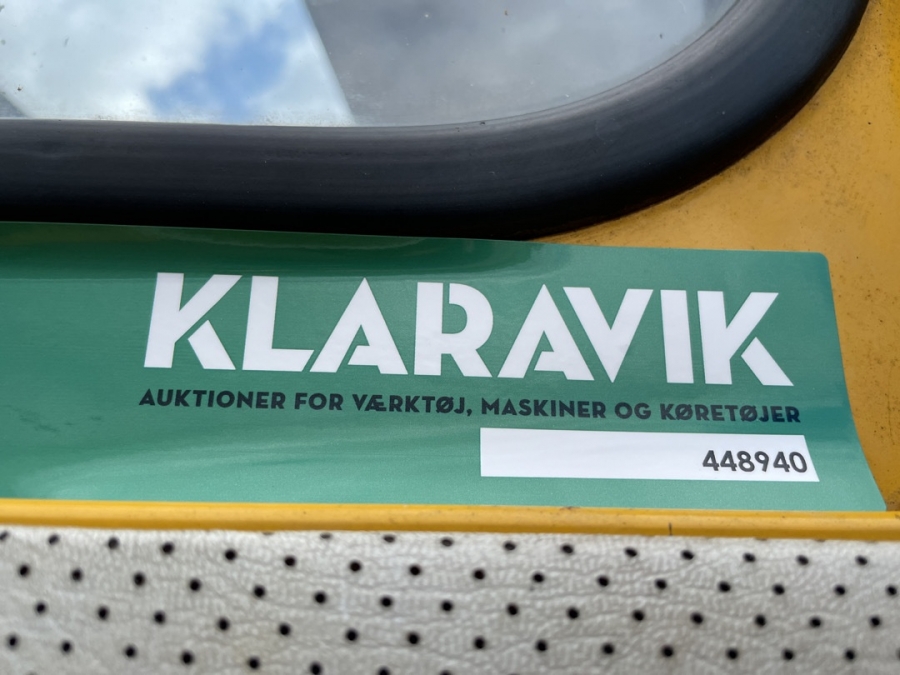 KLARAVIK
AUKTIONER FOR VÆRKTØJ, MASKINER OG KØRETØJER
448940